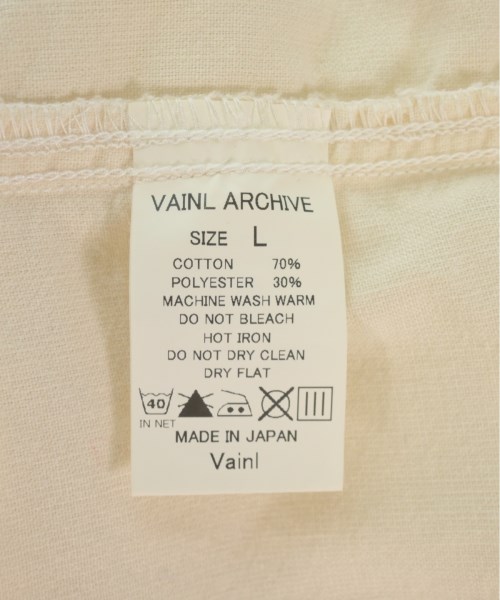 VAINL ARCHIVE
SIZE L
COTTON 70%
POLYESTER 30%
MACHINE WASH WARM
DO NOT BLEACH
HOT IRON
DO NOT DRY CLEAN
DRY FLAT
40
IN NET
MADE IN JAPAN
Vainl